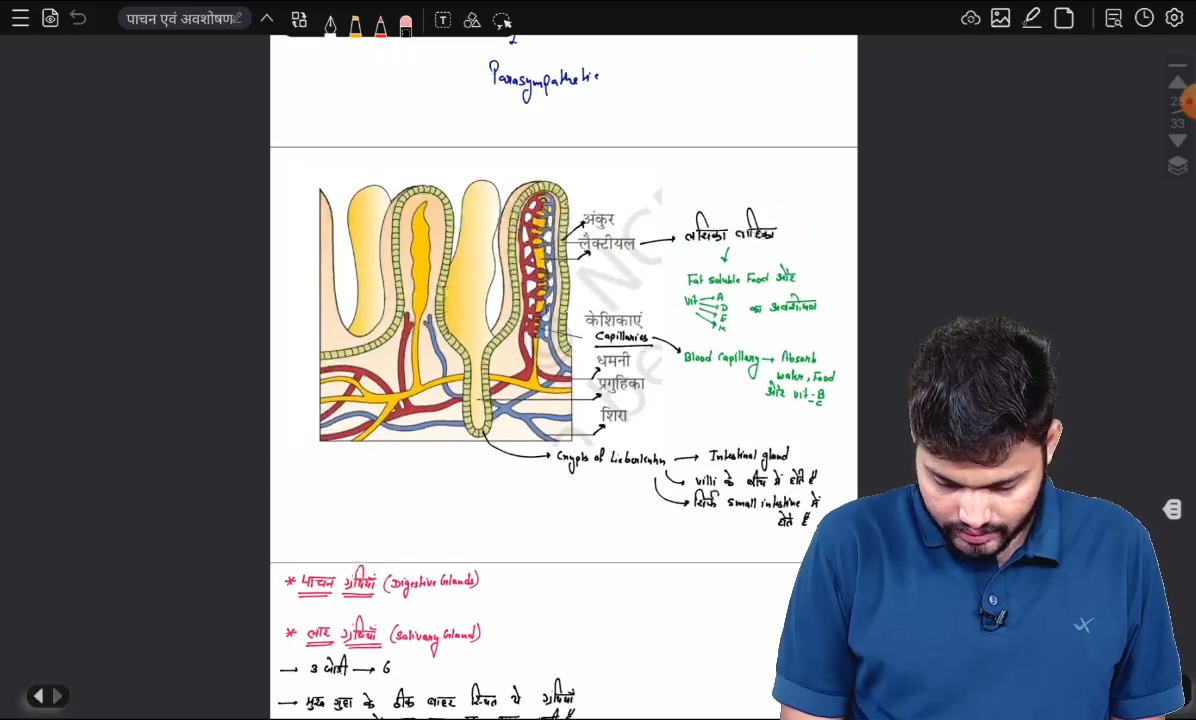 पाचन एवं अवशोषण
T
33
Parasympathetic
अंकुर
लैक्टीयल → लसिका वाहिका
Fat soluble Food और
vit → A
D
E
K
का अवशोषण
केशिकाएं
Capillaries
Blood Capillary → Absorb
water, Food
और vit-B
C
धमनी
प्रगुहिका
शिरा
Crypts of Lieberkuhn → Intestinal gland
→ villi के बीच में होते हैं
→ सिर्फ small intestine में
होते हैं
* पाचन ग्रंथियाँ (Digestive Glands)
* लार ग्रंथियाँ (Salivary Gland)
→ 3 जोड़ी → 6
→ मुख गुहा के ठीक बाहर स्थित ये ग्रंथियाँ